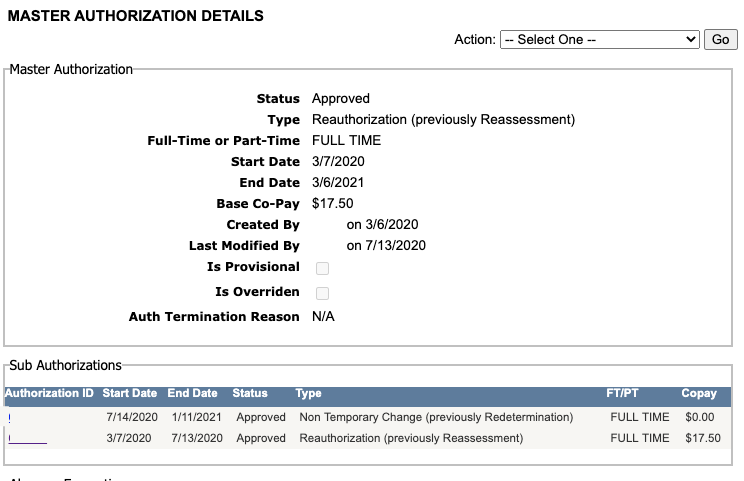 MASTER AUTHORIZATION DETAILS
Action: -- Select One -- Go
Master Authorization
Status Approved
Type Reauthorization (previously Reassessment)
Full-Time or Part-Time FULL TIME
Start Date 3/7/2020
End Date 3/6/2021
Base Co-Pay $17.50
Created By on 3/6/2020
Last Modified By on 7/13/2020
Is Provisional
Is Overriden
Auth Termination Reason N/A
Sub Authorizations
Authorization ID Start Date End Date Status Type FT/PT Copay
7/14/2020 1/11/2021 Approved Non Temporary Change (previously Redetermination) FULL TIME $0.00
3/7/2020 7/13/2020 Approved Reauthorization (previously Reassessment) FULL TIME $17.50